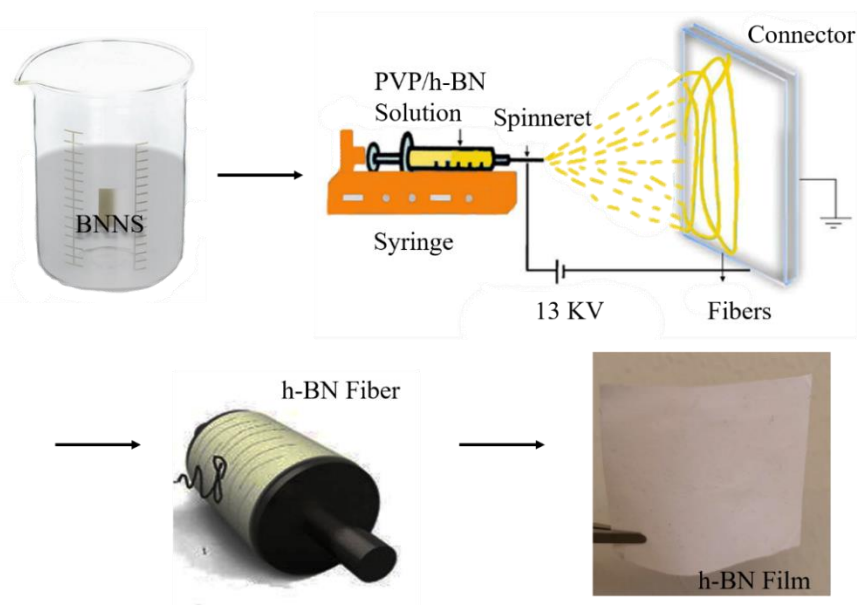 BNNS
PVP/h-BN
Solution
Spinneret
Connector
Syringe
13 KV
Fibers
h-BN Fiber
h-BN Film